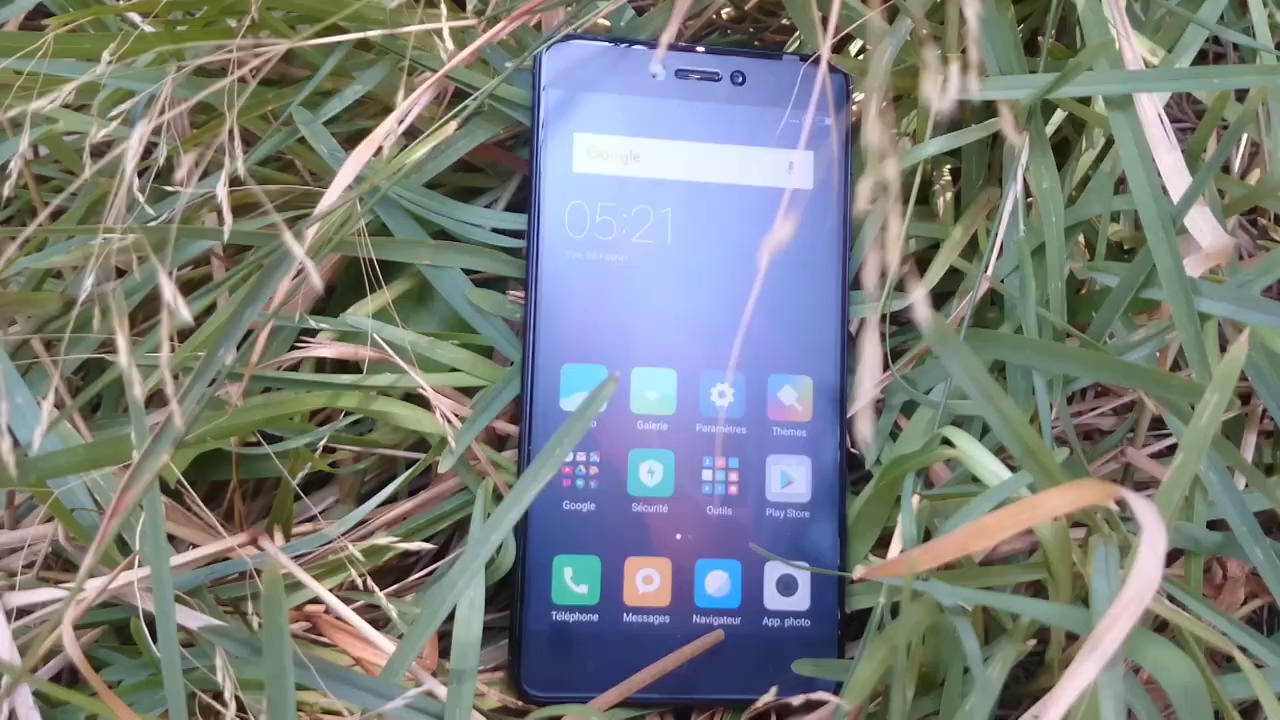 Google
05:21
Galerie
Paramètres
Thèmes
Google
Sécurité
Outils
Play Store
Téléphone
Messages
Navigateur
App. photo